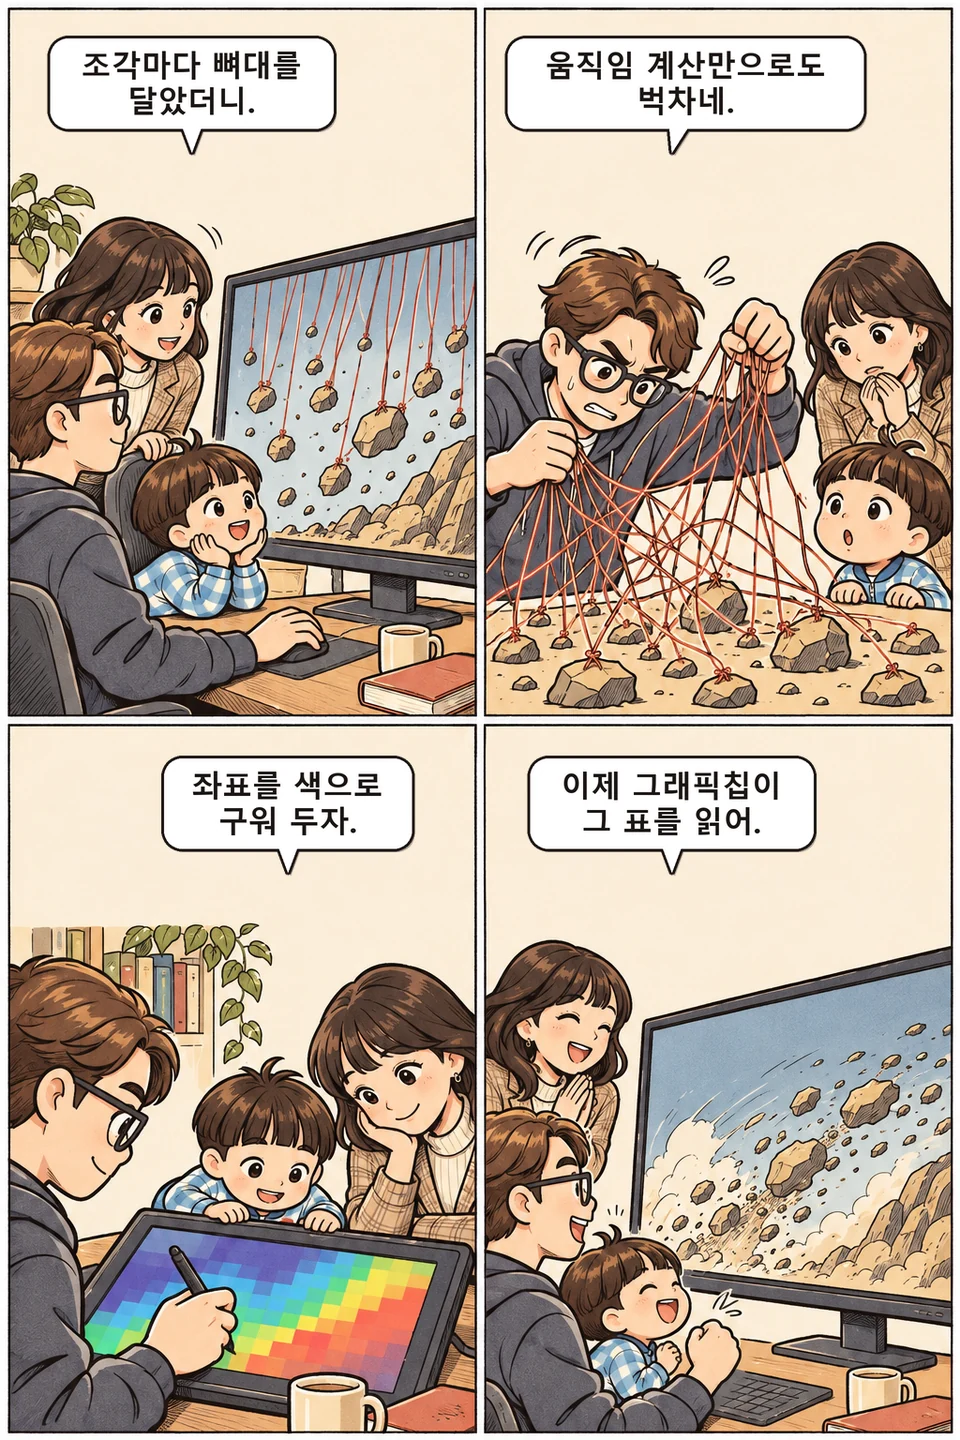 조각마다 뼈대를
달았더니.
움직임 계산만으로도
벅차네.
좌표를 색으로
구워 두자.
이제 그래픽칩이
그 표를 읽어.